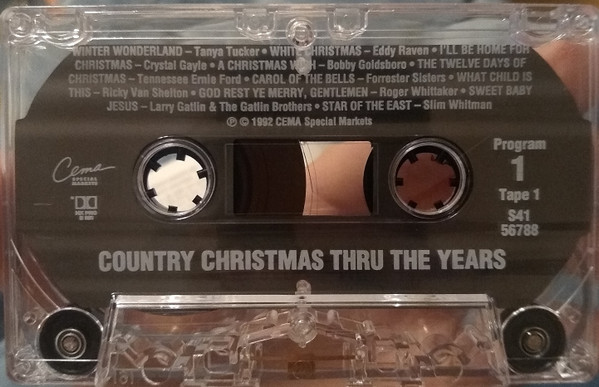 WINTER WONDERLAND – Tanya Tucker • WHITE CHRISTMAS – Eddy Raven • I'LL BE HOME FOR
CHRISTMAS – Crystal Gayle • A CHRISTMAS WISH – Bobby Goldsboro • THE TWELVE DAYS OF
CHRISTMAS – Tennessee Ernie Ford • CAROL OF THE BELLS – Forrester Sisters • WHAT CHILD IS
THIS – Ricky Van Shelton • GOD REST YE MERRY, GENTLEMEN – Roger Whittaker • SWEET BABY
JESUS – Larry Gatlin & The Gatlin Brothers • STAR OF THE EAST – Slim Whitman
℗ © 1992 CEMA Special Markets
Cema
SPECIAL
MARKETS
HX PRO
B NR
Program
1
Tape 1
S41
56788
COUNTRY CHRISTMAS THRU THE YEARS